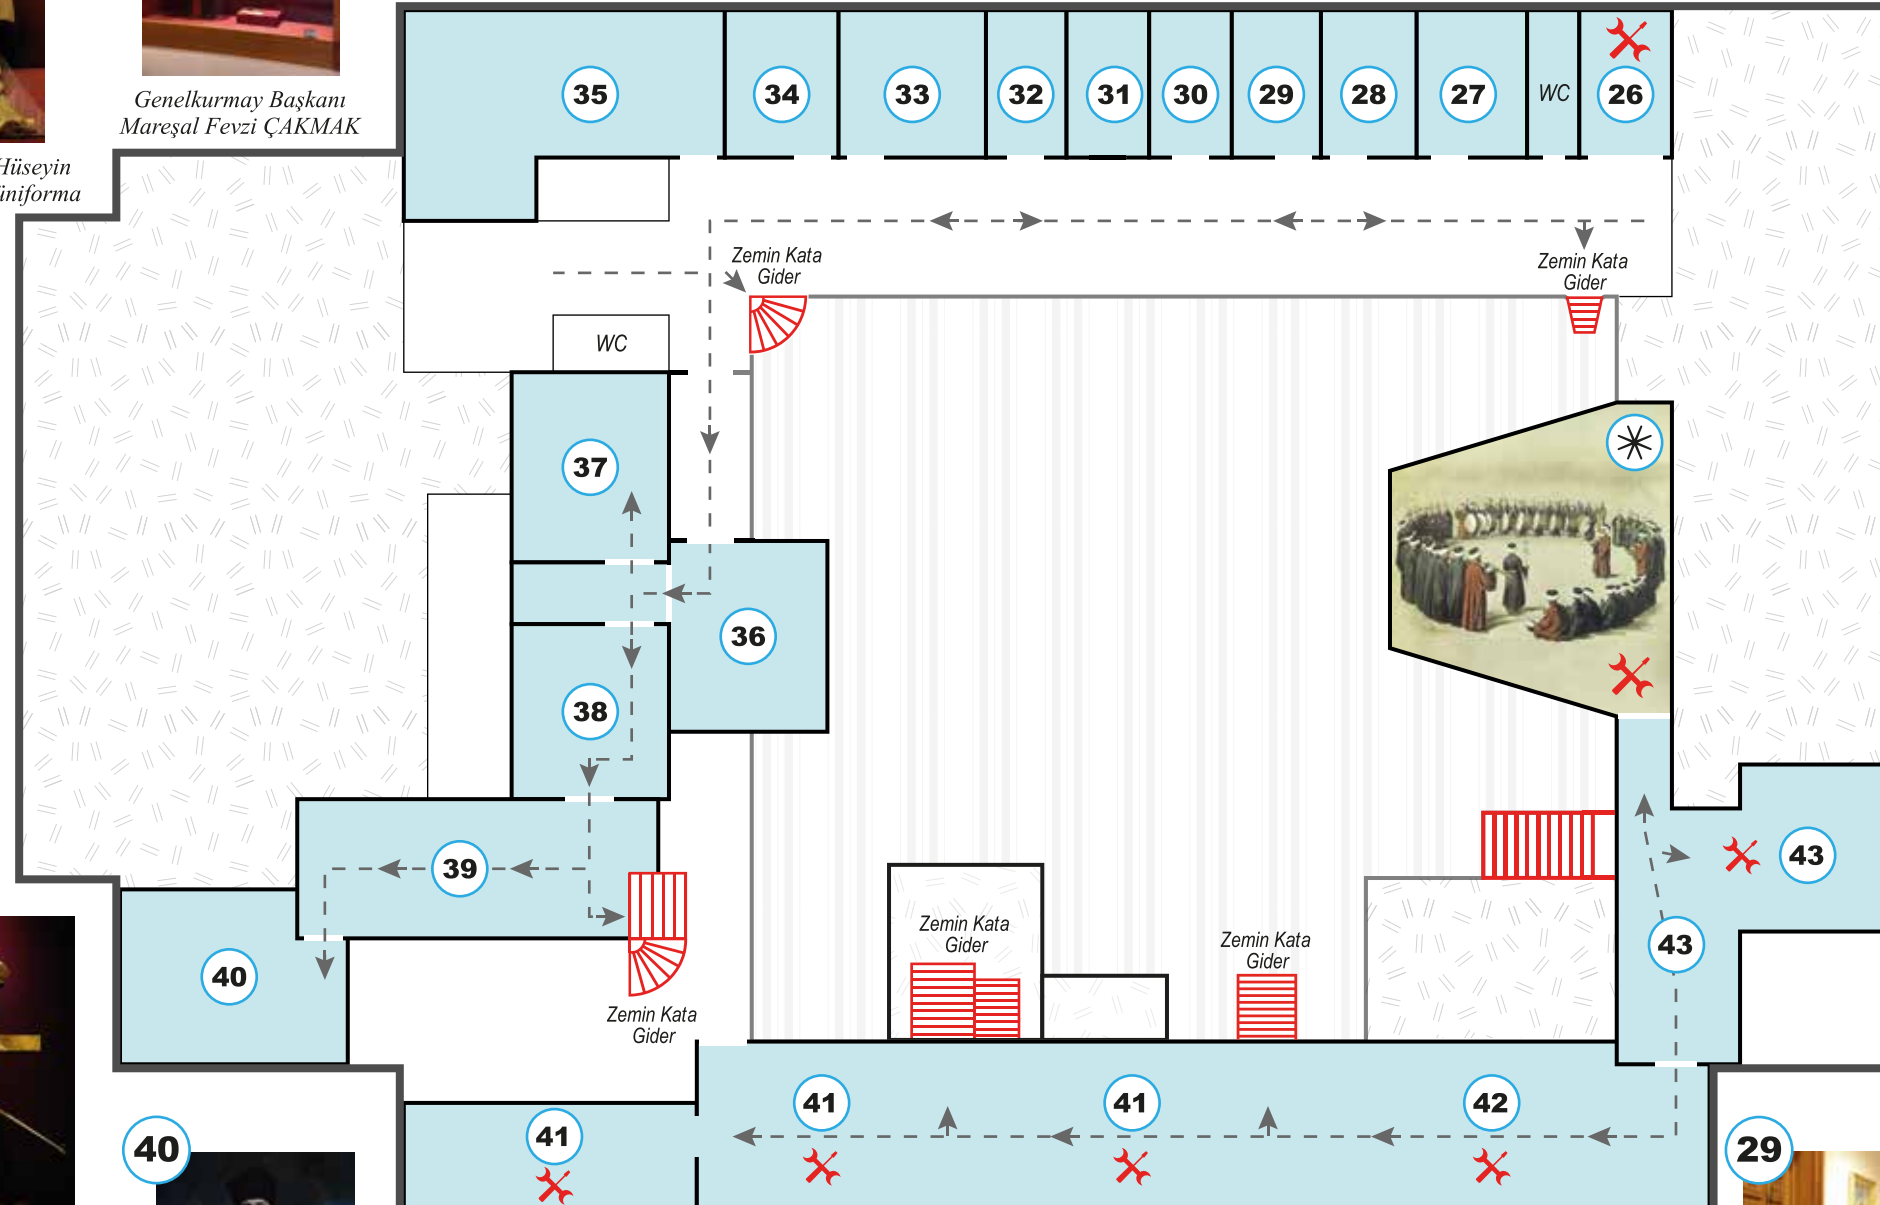 Genelkurmay Başkanı
Mareşal Fevzi ÇAKMAK
Hüseyin
35
34
33
32
31
30
29
28
27
WC
26
Zemin Kata
Gider
Zemin Kata
Gider
WC
37
36
38
39
43
43
40
Zemin Kata
Gider
Zemin Kata
Gider
Zemin Kata
Gider
41
41
41
42
40
29